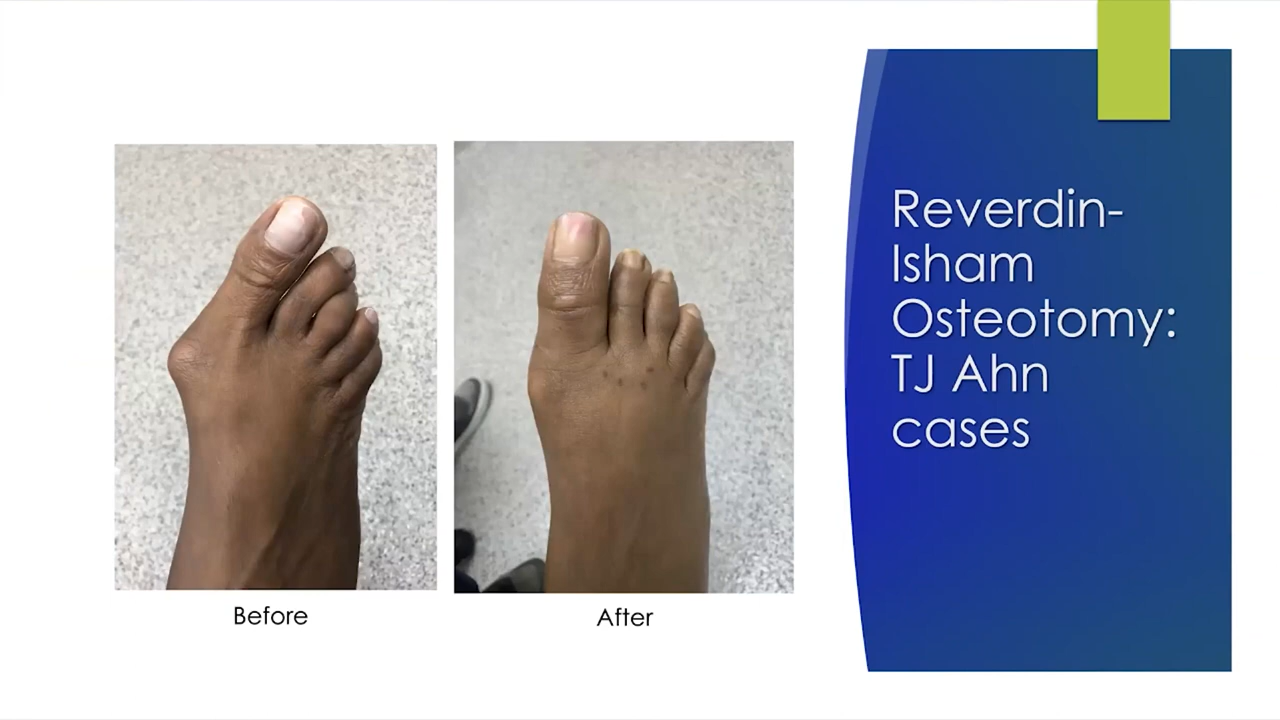 Reverdin-
Isham
Osteotomy:
TJ Ahn
cases
Before
After